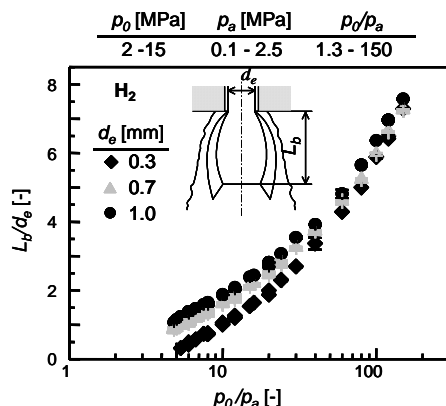 p0 [MPa] pa [MPa] p0/pa
2 -15 0.1 - 2.5 1.3 - 150
8
6
4
2
0
Lb/de [-]
H2
de [mm]
0.3
0.7
1.0
de
Lb
1 10 100
p0/pa [-]